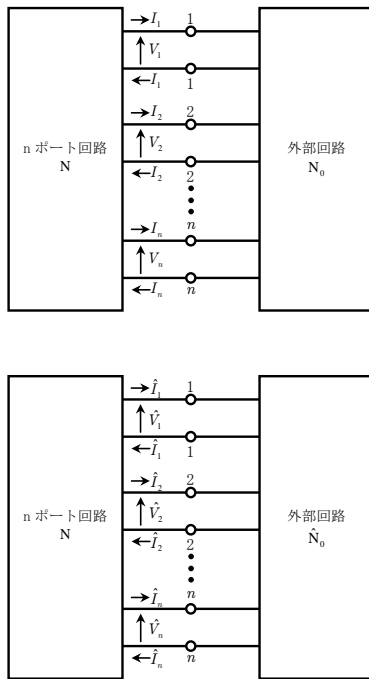 I₁ 1
V₁
I₁ 1
I₂ 2
n ポート回路 V₂ 外部回路
N I₂ 2 N₀
Iₙ n
Vₙ
Iₙ n
Î₁ 1
V̂₁
Î₁ 1
Î₂ 2
n ポート回路 V̂₂ 外部回路
N Î₂ 2 N̂₀
Îₙ n
V̂ₙ
Îₙ n